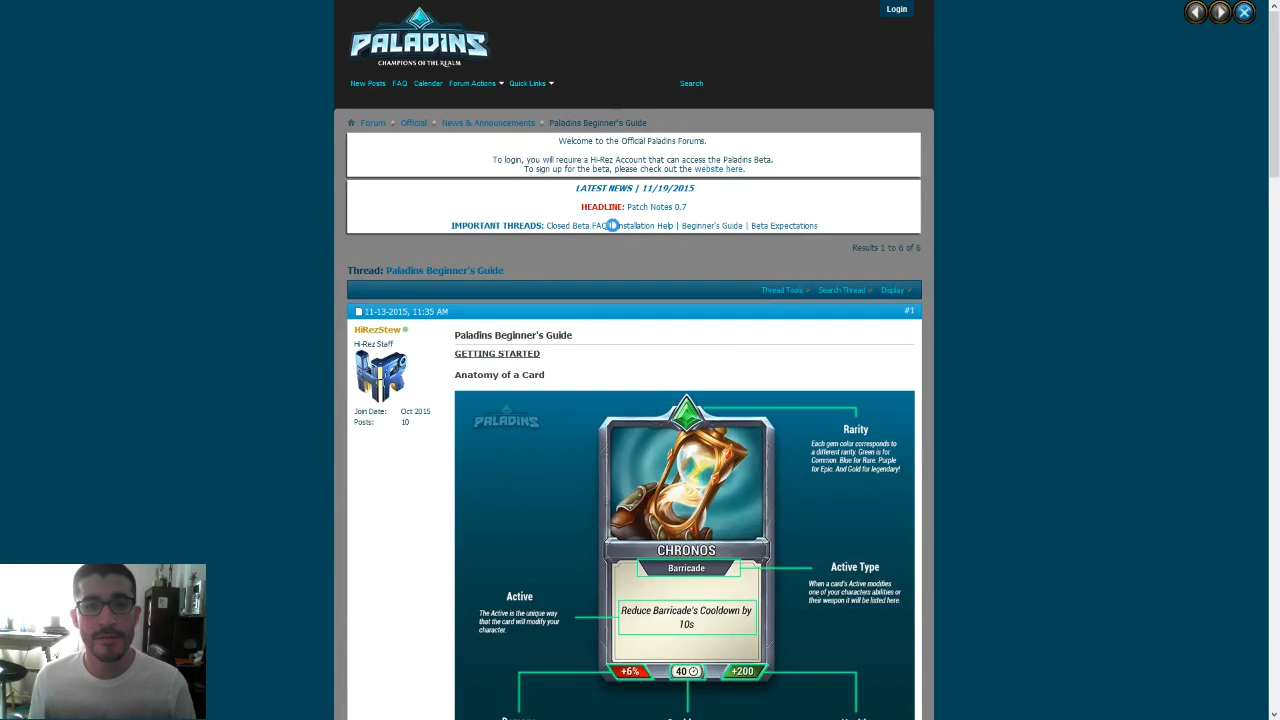 Login
PALADINS
CHAMPIONS OF THE REALM
New Posts FAQ Calendar Forum Actions Quick Links Search
Forum Official News & Announcements Paladins Beginner's Guide
Welcome to the Official Paladins Forums.
To login, you will require a Hi-Rez Account that can access the Paladins Beta.
To sign up for the beta, please check out the website here.
LATEST NEWS | 11/19/2015
HEADLINE: Patch Notes 0.7
IMPORTANT THREADS: Closed Beta FAQ Installation Help | Beginner's Guide | Beta Expectations
Results 1 to 6 of 6
Thread: Paladins Beginner's Guide
Thread Tools Search Thread Display
11-13-2015, 11:35 AM #1
HiRezStew
Hi-Rez Staff
Join Date: Oct 2015
Posts: 10
Paladins Beginner's Guide
GETTING STARTED
Anatomy of a Card
PALADINS
Rarity
Each gem color corresponds to
a different rarity. Green is for
Common. Blue for Rare. Purple
for Epic. And Gold for legendary!
CHRONOS
Barricade
Active Type
When a card's Active modifies
one of your characters abilities or
their weapon it will be listed here.
Active
The Active is the unique way
that the card will modify your
character.
Reduce Barricade's Cooldown by
10s
+6% 40 +200